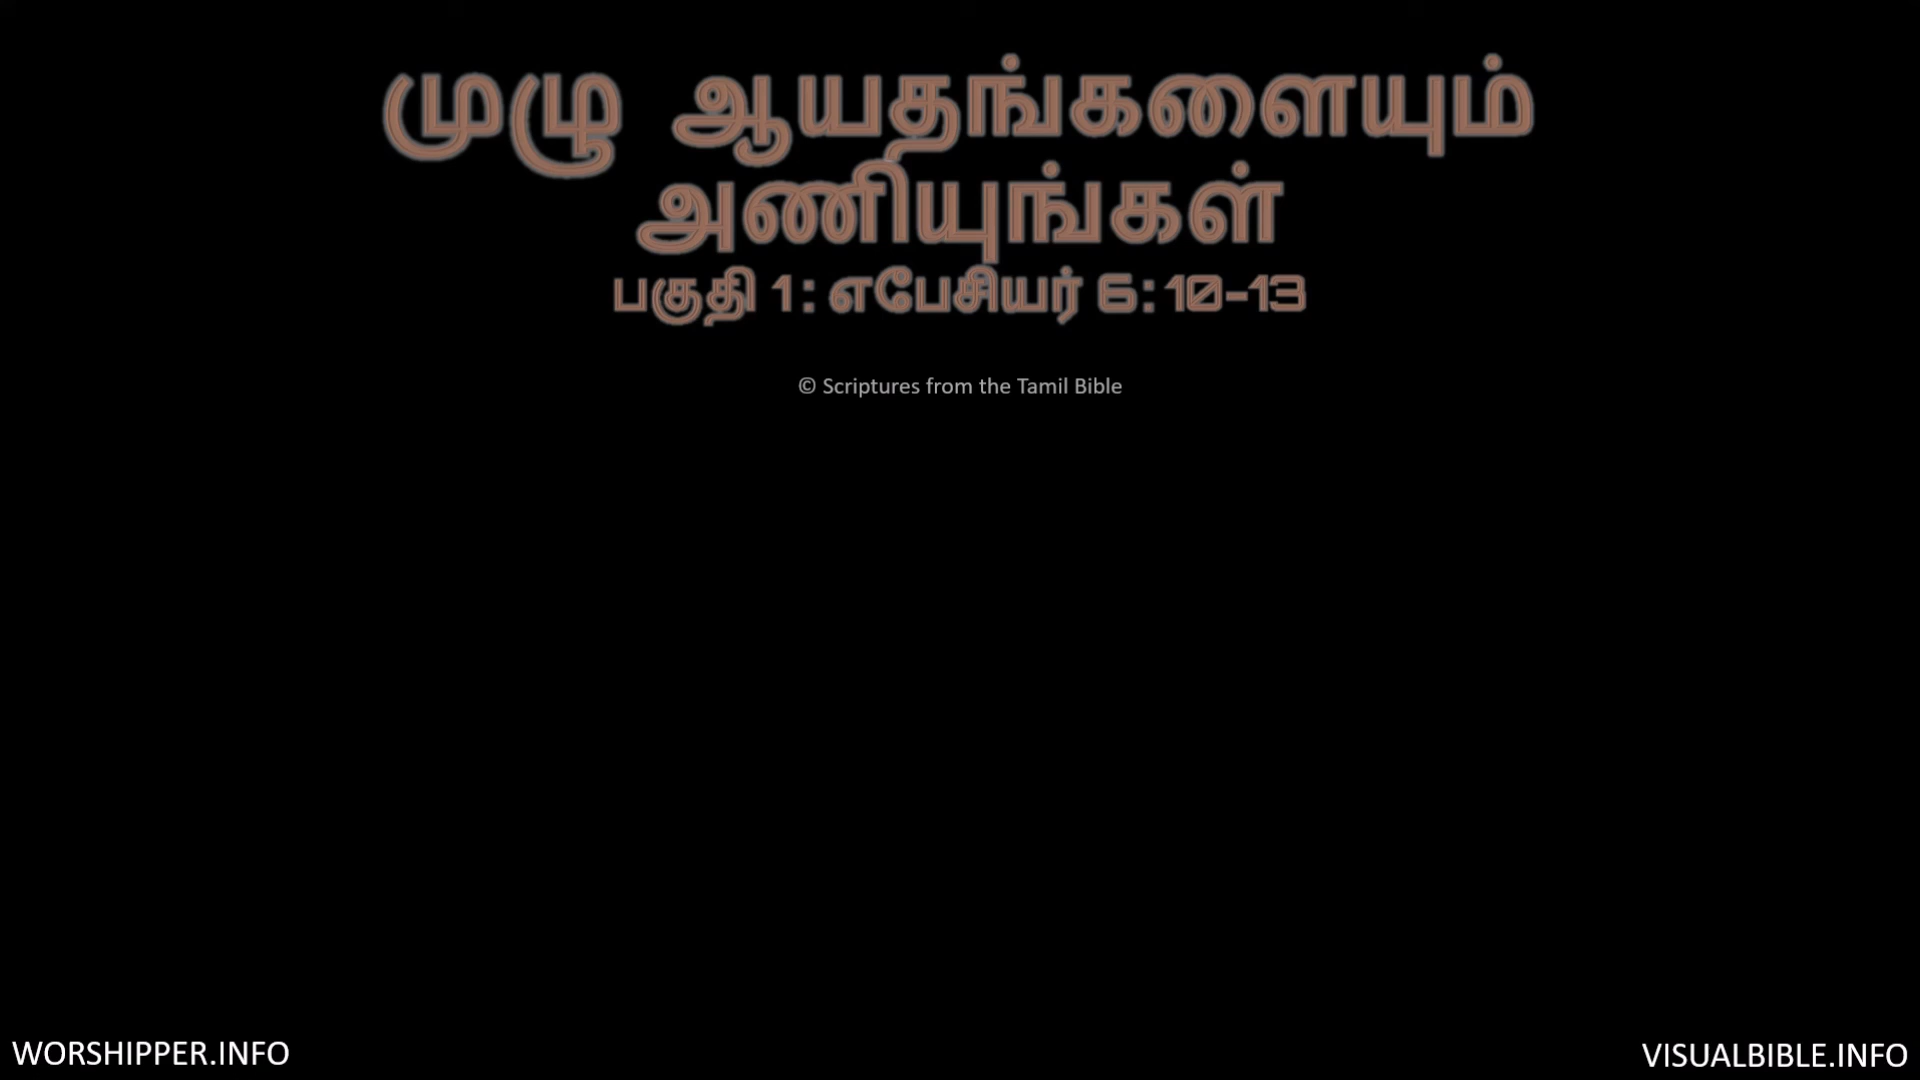 முழு ஆயதங்களையும்
அணியுங்கள்
பகுதி 1: எபேசியர் 6:10-13
© Scriptures from the Tamil Bible
WORSHIPPER.INFO
VISUALBIBLE.INFO